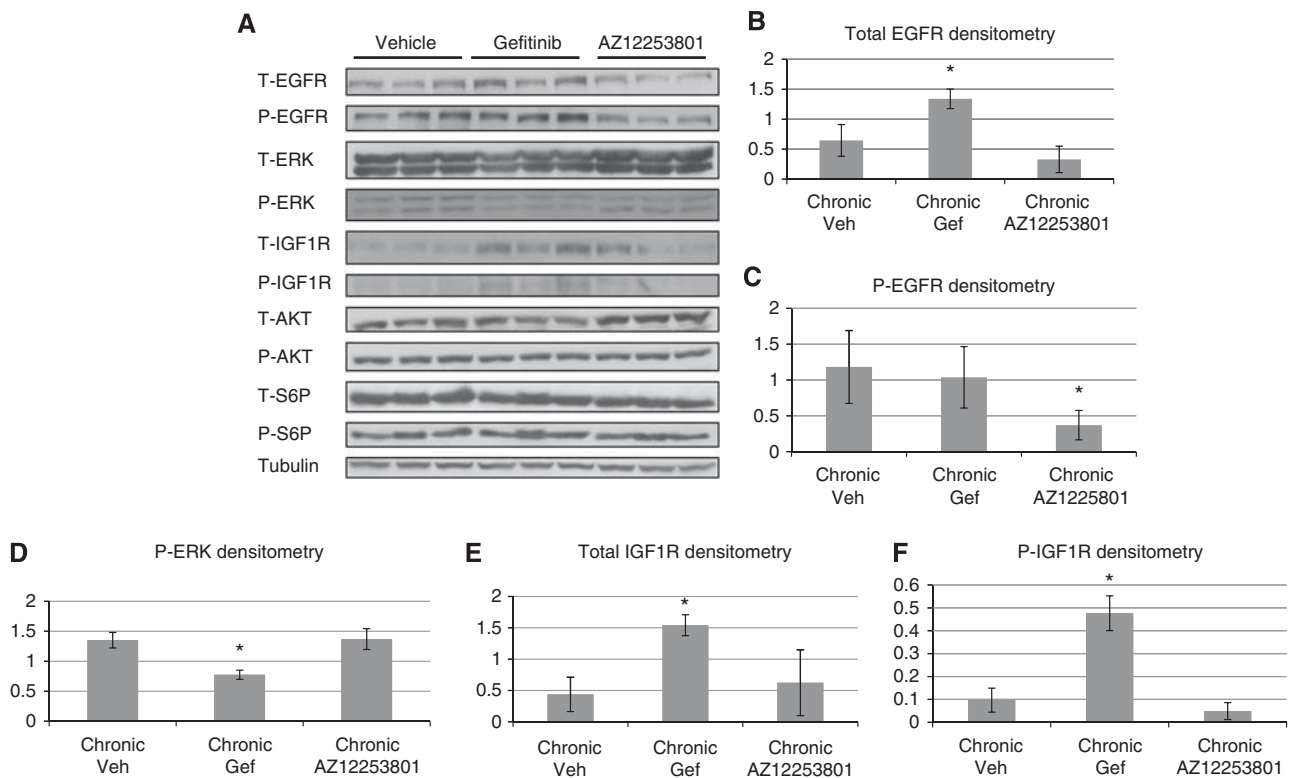 A
Vehicle Gefitinib AZ12253801
T-EGFR
P-EGFR
T-ERK
P-ERK
T-IGF1R
P-IGF1R
T-AKT
P-AKT
T-S6P
P-S6P
Tubulin
B
Total EGFR densitometry
2
1.5
1
0.5
0
*
Chronic Chronic Chronic
Veh Gef AZ12253801
C
P-EGFR densitometry
2
1.5
1
0.5
0
*
Chronic Chronic Chronic
Veh Gef AZ1225801
D
P-ERK densitometry
2
1.5
1
0.5
0
*
Chronic Chronic Chronic
Veh Gef AZ12253801
E
Total IGF1R densitometry
2
1.5
1
0.5
0
*
Chronic Chronic Chronic
Veh Gef AZ12253801
F
P-IGF1R densitometry
0.6
0.5
0.4
0.3
0.2
0.1
0
*
Chronic Chronic Chronic
Veh Gef AZ12253801